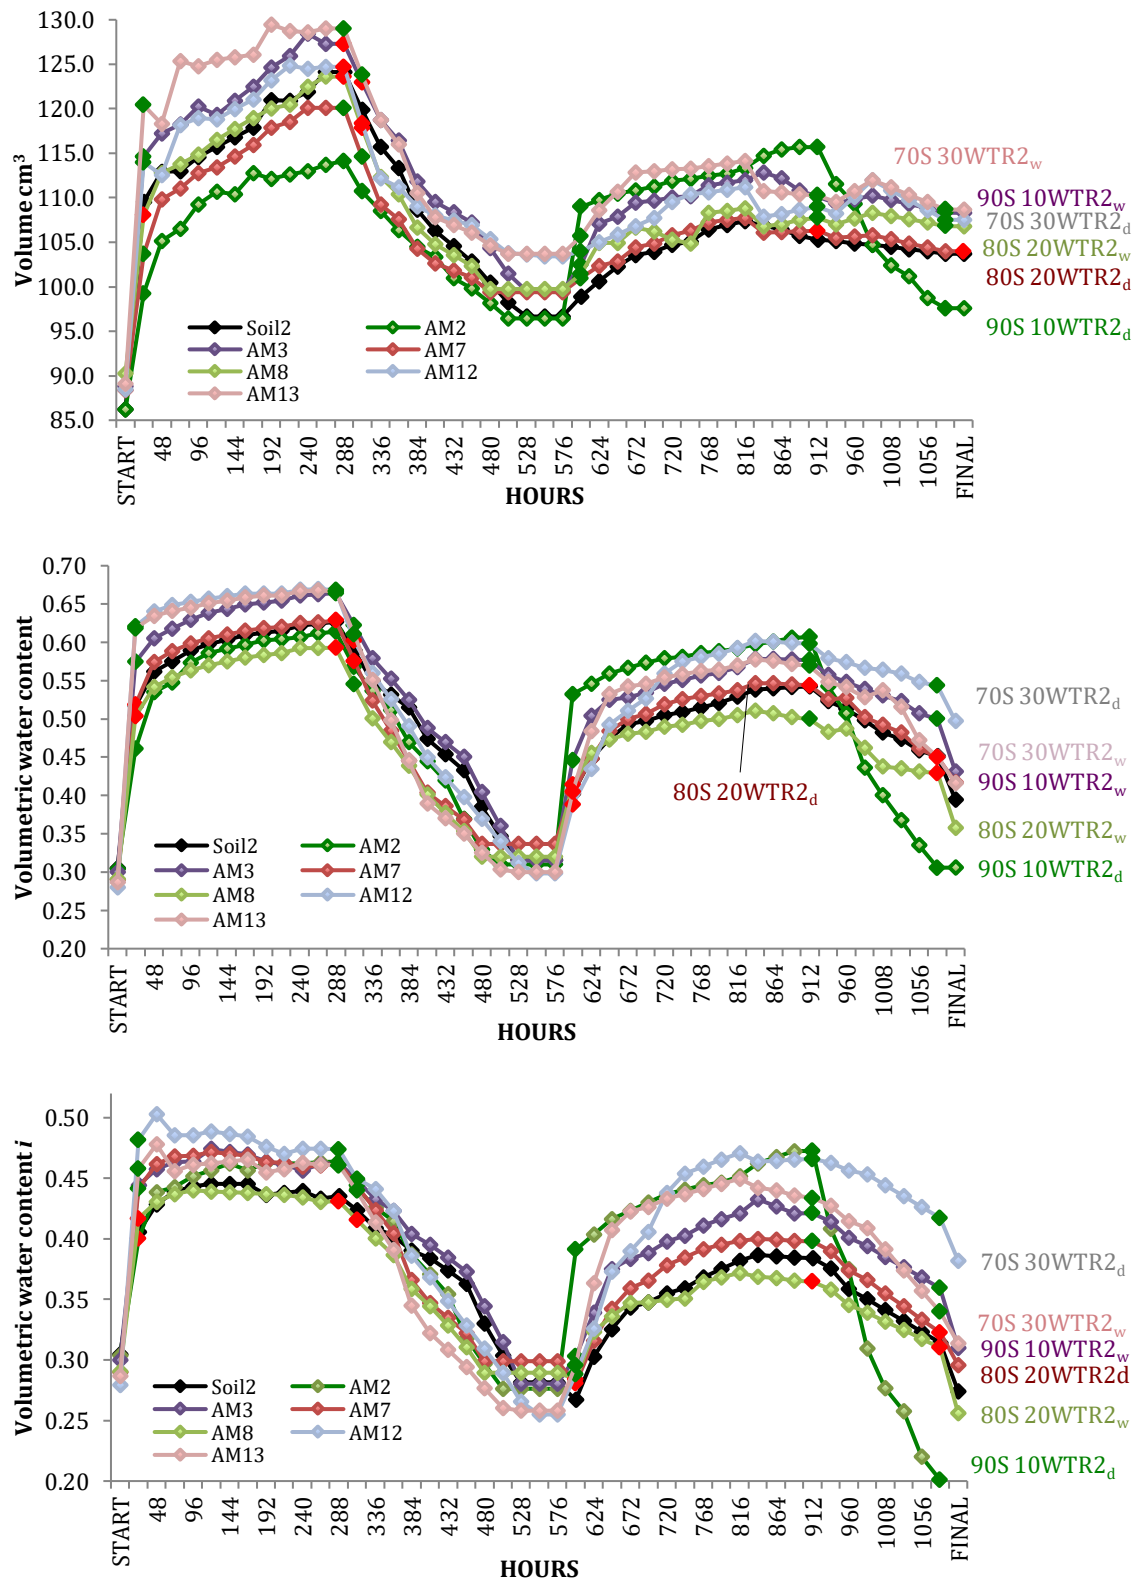 Volume cm³
130.0
125.0
120.0
115.0
110.0
105.0
100.0
95.0
90.0
85.0
70S 30WTR2w
90S 10WTR2w
70S 30WTR2d
80S 20WTR2w
80S 20WTR2d
90S 10WTR2d
Soil2 AM2
AM3 AM7
AM8 AM12
AM13
START 48 96 144 192 240 288 336 384 432 480 528 576 624 672 720 768 816 864 912 960 1008 1056 FINAL
HOURS
Volumetric water content
0.70
0.65
0.60
0.55
0.50
0.45
0.40
0.35
0.30
0.25
0.20
80S 20WTR2d
70S 30WTR2d
70S 30WTR2w
90S 10WTR2w
80S 20WTR2w
90S 10WTR2d
Soil2 AM2
AM3 AM7
AM8 AM12
AM13
START 48 96 144 192 240 288 336 384 432 480 528 576 624 672 720 768 816 864 912 960 1008 1056 FINAL
HOURS
Volumetric water content i
0.50
0.45
0.40
0.35
0.30
0.25
0.20
70S 30WTR2d
70S 30WTR2w
90S 10WTR2w
80S 20WTR2d
80S 20WTR2w
90S 10WTR2d
Soil2 AM2
AM3 AM7
AM8 AM12
AM13
START 48 96 144 192 240 288 336 384 432 480 528 576 624 672 720 768 816 864 912 960 1008 1056 FINAL
HOURS